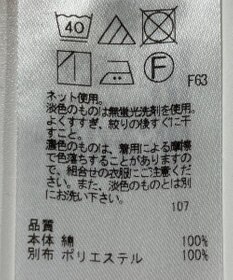 40
F
F63
ネット使用。
淡色のものは無蛍光洗剤を使用。
よくすすぎ、絞りの後すぐに干
すこと。
濃色のものは、着用による摩擦
で色落ちすることがありますの
で、組合せの衣服にご注意くださ
い。また、淡色のものとは別
にお洗い下さい。
107
品質
本体 綿 100%
別布 ポリエステル 100%